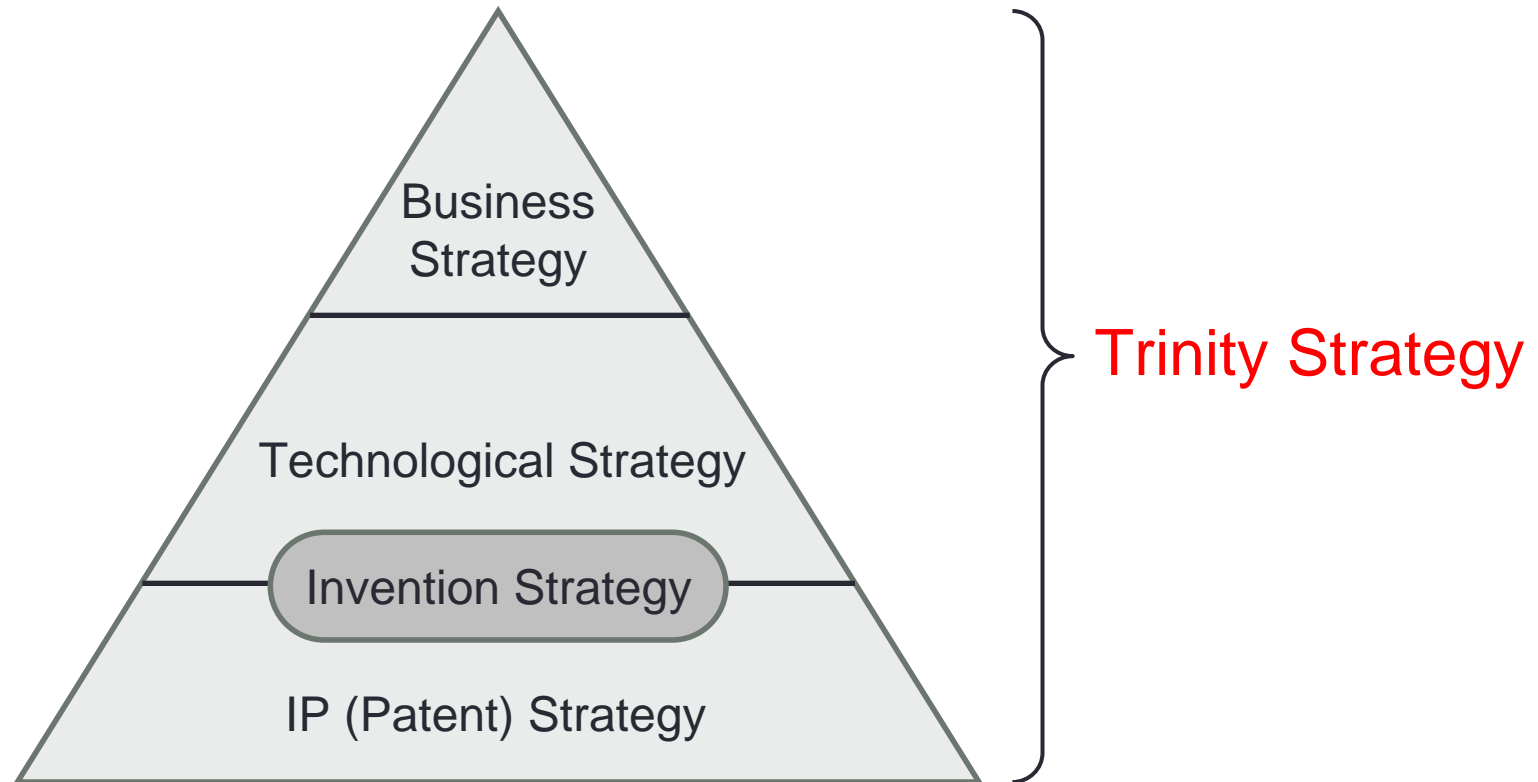 Business
Strategy
Trinity Strategy
Technological Strategy
Invention Strategy
IP (Patent) Strategy